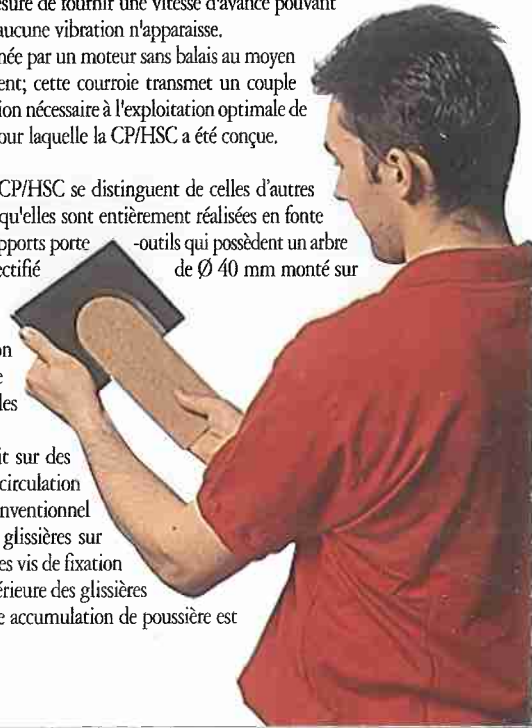 esure de fournir une vitesse d'avance pouvant
aucune vibration n'apparaisse.
née par un moteur sans balais au moyen
ent; cette courroie transmet un couple
ion nécessaire à l'exploitation optimale de
our laquelle la CP/HSC a été conçue.
CP/HSC se distinguent de celles d'autres
qu'elles sont entièrement réalisées en fonte
pports porte -outils qui possèdent un arbre
ectifié de Ø 40 mm monté sur
on
e
les
it sur des
circulation
nventionnel
glissières sur
es vis de fixation
érieure des glissières
e accumulation de poussière est